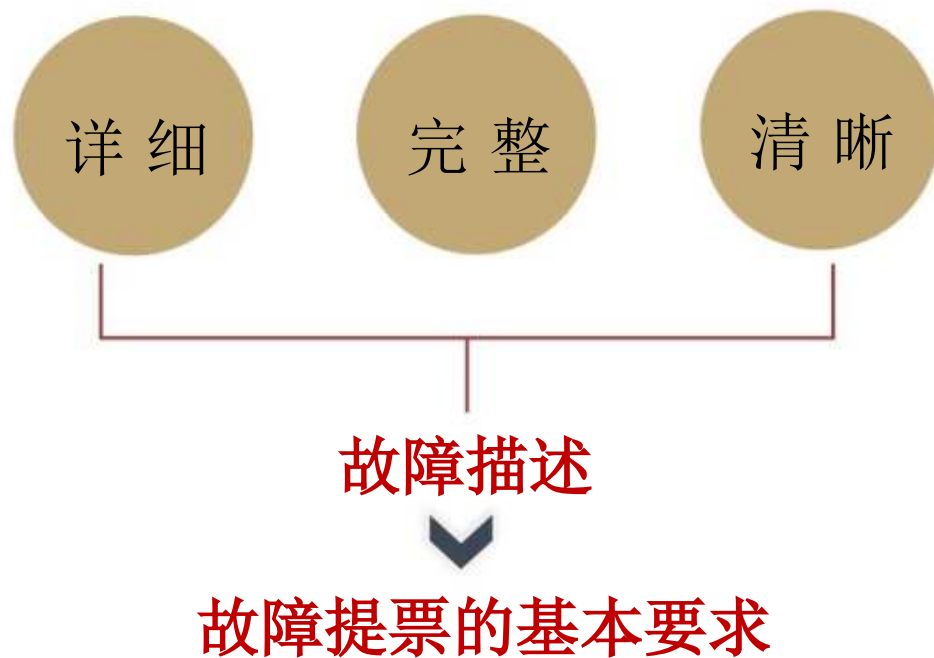 详细 完整 清晰
故障描述
故障提票的基本要求